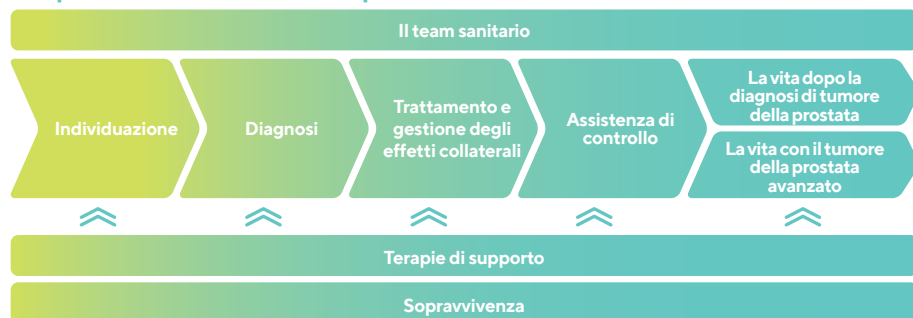 Il team sanitario
Individuazione
Diagnosi
Trattamento e
gestione degli
effetti collaterali
Assistenza di
controllo
La vita dopo la
diagnosi di tumore
della prostata
La vita con il tumore
della prostata
avanzato
Terapie di supporto
Sopravvivenza